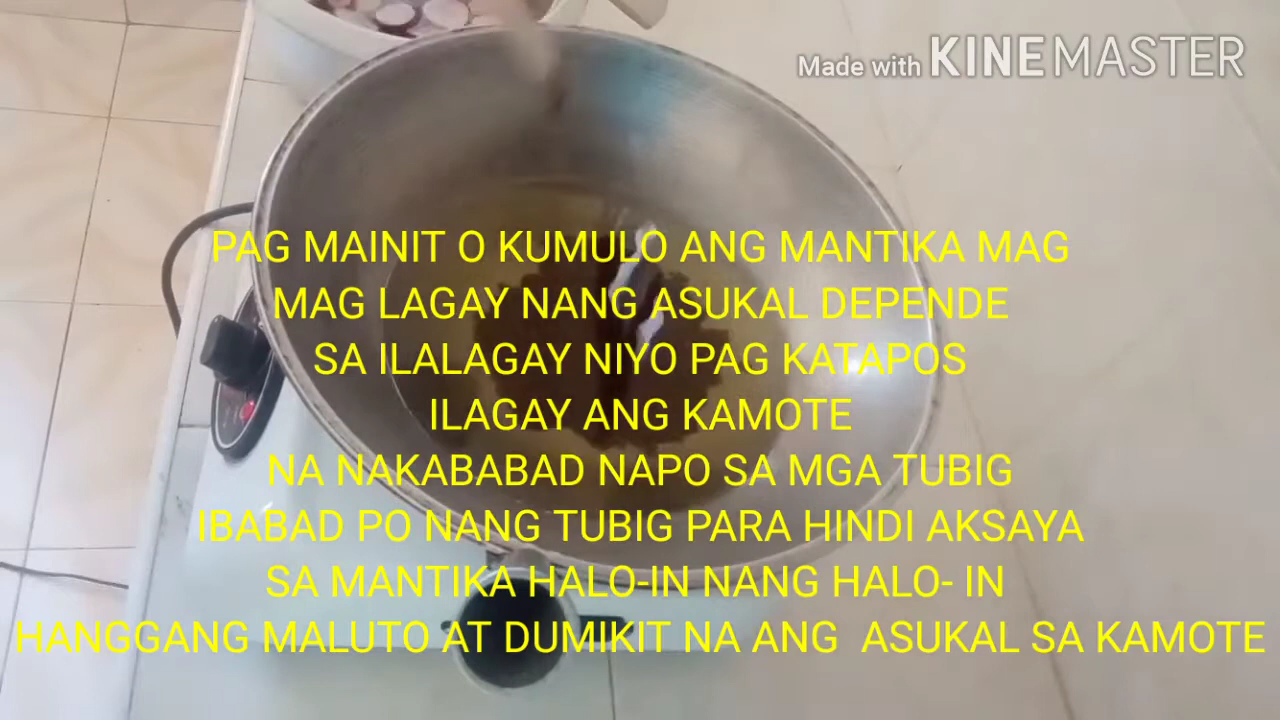 Made with KINEMASTER
PAG MAINIT O KUMULO ANG MANTIKA MAG
MAG LAGAY NANG ASUKAL DEPENDE
SA ILALAGAY NIYO PAG KATAPOS
ILAGAY ANG KAMOTE
NA NAKABABAD NAPO SA MGA TUBIG
IBABAD PO NANG TUBIG PARA HINDI AKSAYA
SA MANTIKA HALO-IN NANG HALO- IN
HANGGANG MALUTO AT DUMIKIT NA ANG  ASUKAL SA KAMOTE